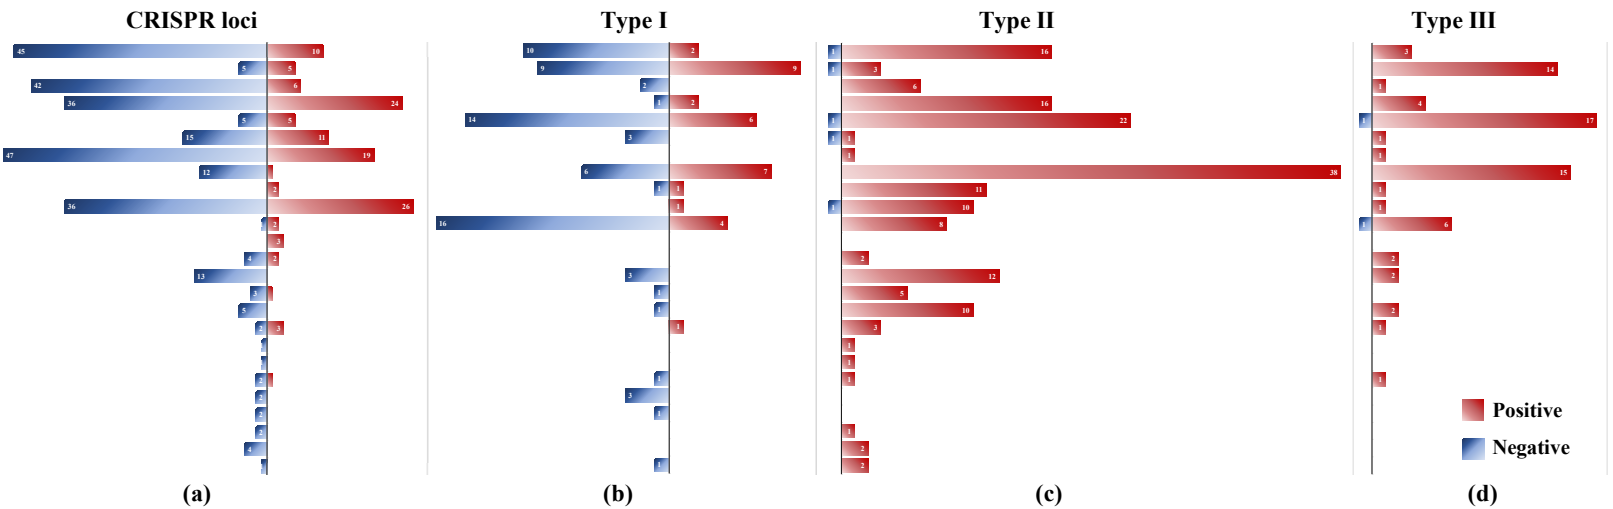 CRISPR loci Type I Type II Type III
45 10 10 2 1 16 3
5 5 9 9 1 3 14
42 6 2 6 1
36 24 1 2 16 4
5 5 14 6 1 22 1 17
15 11 3 1 1 1
47 19 1 1
12 6 7 38 15
2 1 1 11 1
36 26 1 1 10 1
2 16 4 8 1 6
3
4 2 2 2
13 3 12 2
3 1 5
5 1 10 2
2 3 1 3 1
1
1
2 1 1 1
2 3
2 1
2 1
4 2
1 2
Positive
Negative
(a) (b) (c) (d)